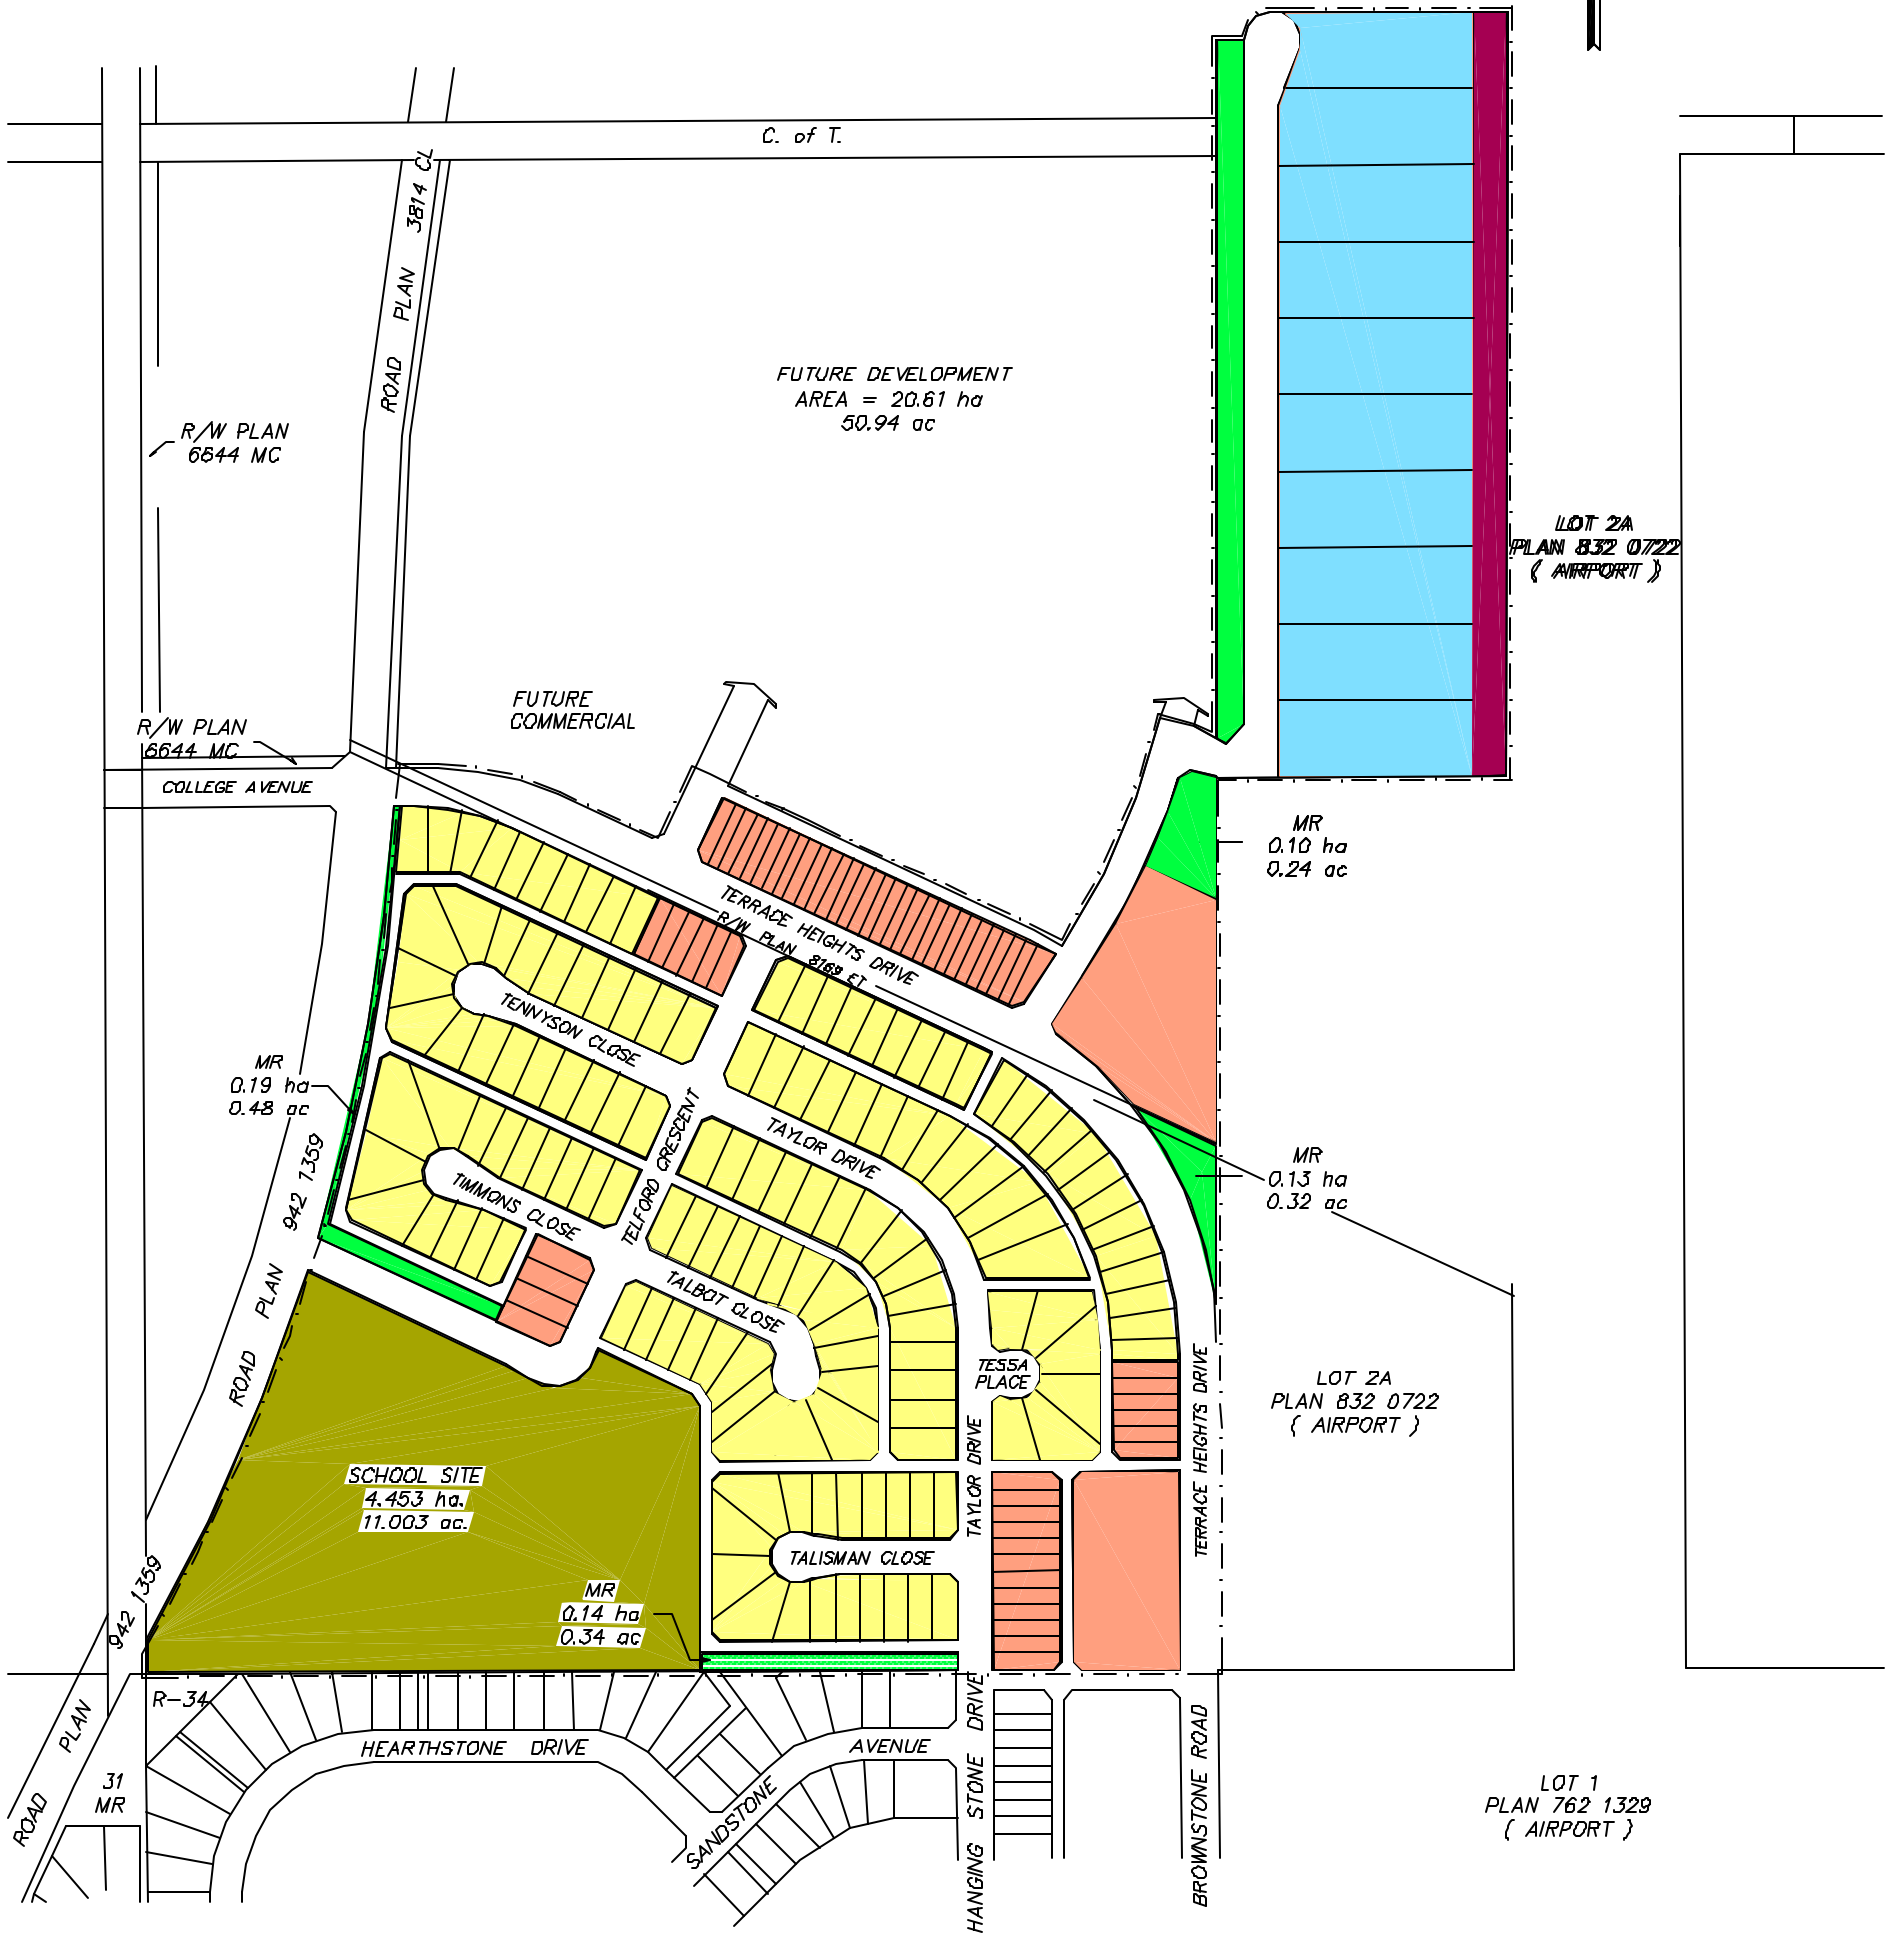 C. of T.
ROAD PLAN 3814 CL
FUTURE DEVELOPMENT
AREA = 20.61 ha
50.94 ac
R/W PLAN
6644 MC
LOT 2A
PLAN 832 0722
( AIRPORT )
FUTURE
COMMERCIAL
R/W PLAN
6644 MC
COLLEGE AVENUE
MR
0.10 ha
0.24 ac
TERRACE HEIGHTS DRIVE
R/W PLAN 8169 ET
TENNYSON CLOSE
MR
0.19 ha
0.48 ac
TELFORD CRESCENT
TAYLOR DRIVE
TIMMONS CLOSE
MR
0.13 ha
0.32 ac
ROAD PLAN 942 1359
TALBOT CLOSE
TESSA
PLACE
TERRACE HEIGHTS DRIVE
LOT 2A
PLAN 832 0722
( AIRPORT )
TAYLOR DRIVE
SCHOOL SITE
4.453 ha.
11.003 ac.
TALISMAN CLOSE
MR
0.14 ha
0.34 ac
ROAD PLAN 942 1359
R-34
31
MR
HEARTHSTONE DRIVE
SANDSTONE AVENUE
HANGING STONE DRIVE
BROWNSTONE ROAD
LOT 1
PLAN 762 1329
( AIRPORT )